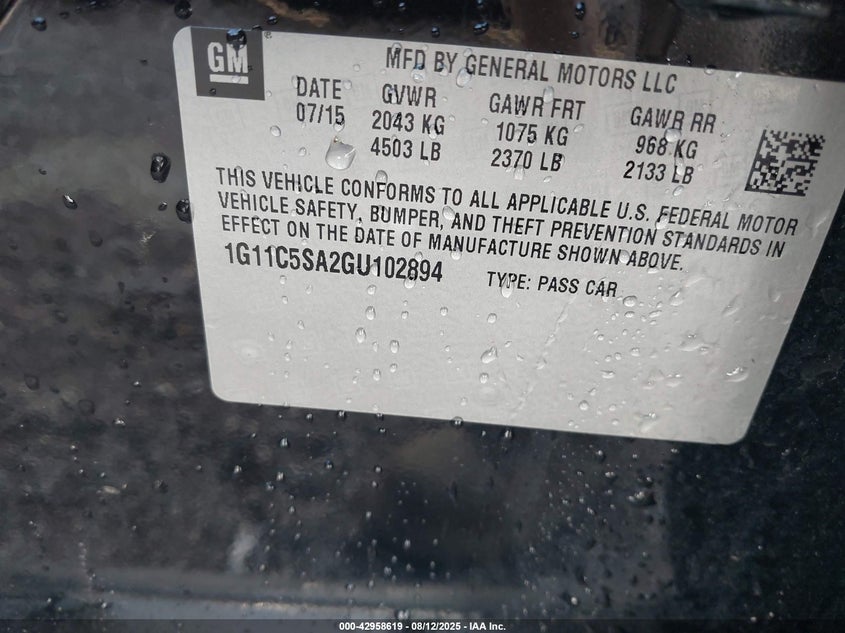 GM
MFD BY GENERAL MOTORS LLC
DATE GVWR GAWR FRT GAWR RR
07/15 2043 KG 1075 KG 968 KG
4503 LB 2370 LB 2133 LB
THIS VEHICLE CONFORMS TO ALL APPLICABLE U.S. FEDERAL MOTOR
VEHICLE SAFETY, BUMPER, AND THEFT PREVENTION STANDARDS IN
EFFECT ON THE DATE OF MANUFACTURE SHOWN ABOVE.
1G11C5SA2GU102894 TYPE: PASS CAR
000-42958619 - 08/12/2025 - IAA Inc.